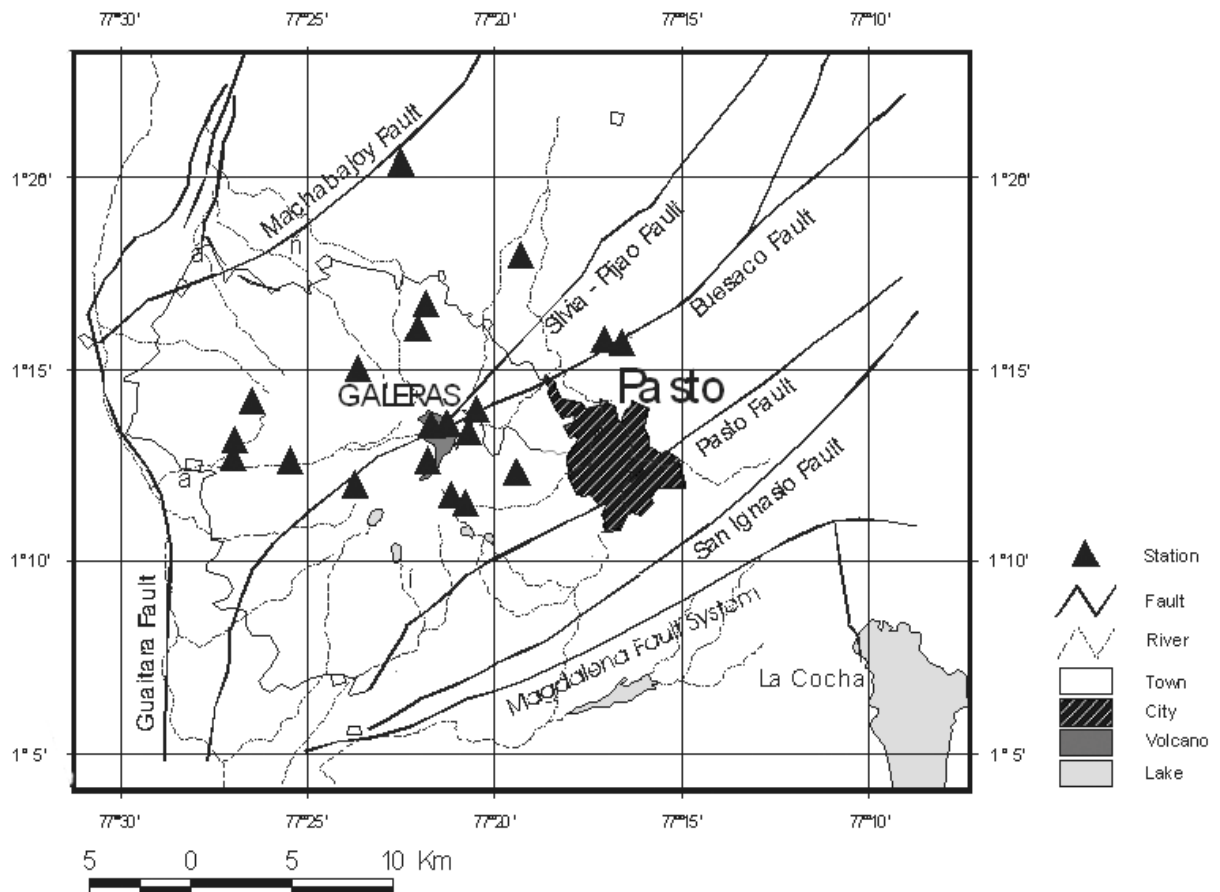 77°30' 77°25' 77°20' 77°15' 77°10'
Machabajoy Fault
1°20' 1°20'
a n
Silvia - Pijao Fault
Buesaco Fault
1°15' 1°15'
GALERAS Pasto
Pasto Fault
a
San Ignasio Fault
1°10' 1°10'
i
Guaitara Fault
Magdalena Fault System
La Cocha
1° 5' 1° 5'
77°30' 77°25' 77°20' 77°15' 77°10'
Station
Fault
River
Town
City
Volcano
Lake
5 0 5 10 Km